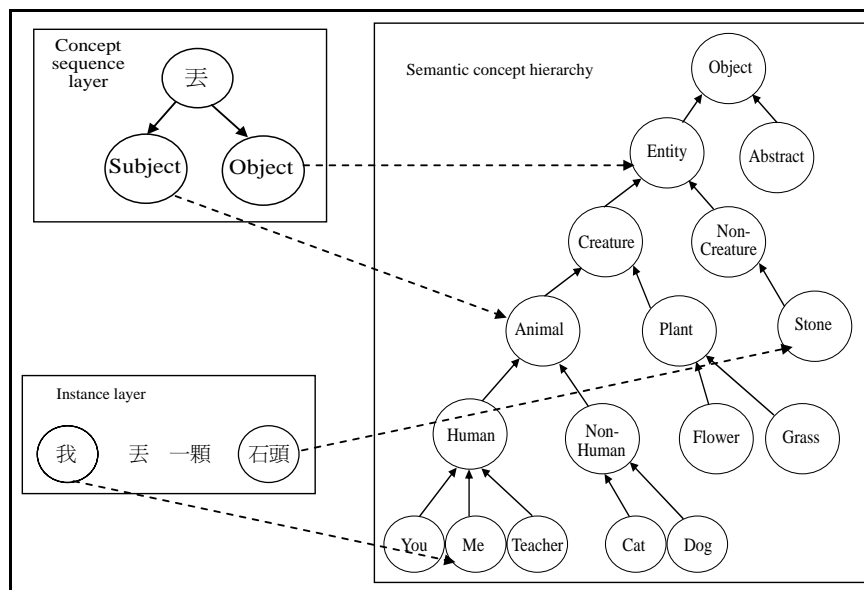 Concept
sequence
layer
丟
Subject
Object
Semantic concept hierarchy
Object
Entity
Abstract
Creature
Non-
Creature
Animal
Plant
Stone
Human
Non-
Human
Flower
Grass
You
Me
Teacher
Cat
Dog
Instance layer
我 丟 一顆 石頭